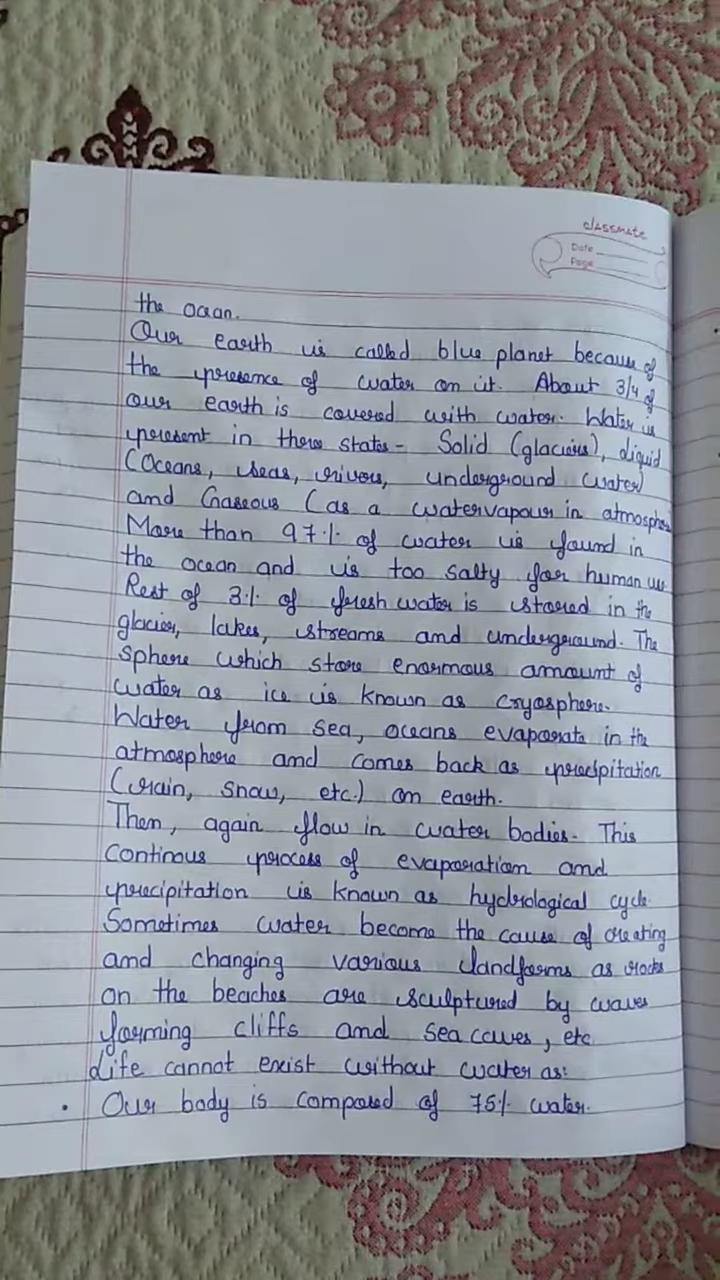 classmate
Date
Page
the ocean.
Our earth is called blue planet because of
the presence of water on it. About 3/4 of
our earth is covered with water. Water is
present in three states - Solid (glaciers), liquid
(Oceans, seas, rivers, underground water)
and Gaseous (as a watervapour in atmosphere
More than 97% of water is found in
the ocean and is too salty for human use
Rest of 3% of fresh water is stored in the
glacier, lakes, streams and underground. The
sphere which store enormous amount of
water as ice is known as cryosphere.
Water from sea, oceans evaporate in the
atmosphere and comes back as precipitation
(rain, snow, etc.) on earth.
Then, again flow in water bodies. This
Continous process of evaporation and
precipitation is known as hydrological cycle
Sometimes water become the cause of creating
and changing various landforms as rocks
on the beaches are sculptured by waves
forming cliffs and sea caves, etc
Life cannot exist without water as:
• Our body is composed of 75% water.